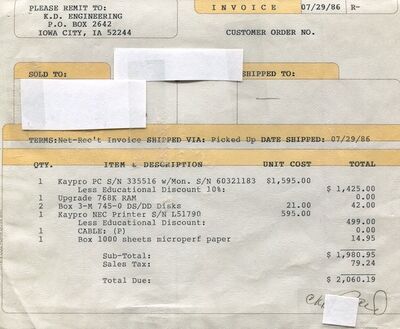 PLEASE REMIT TO: INVOICE 07/29/86 R-
K.D. ENGINEERING
P.O. BOX 2642
IOWA CITY, IA 52244 CUSTOMER ORDER NO.
SOLD TO: SHIPPED TO:
TERMS:Net-Rec't Invoice SHIPPED VIA: Picked Up DATE SHIPPED: 07/29/86
QTY. ITEM & DESCRIPTION UNIT COST TOTAL
1 Kaypro PC S/N 335516 w/Mon. S/N 60321183 $1,595.00
Less Educational Discount 10%: $ 1,425.00
1 Upgrade 768K RAM 0.00
2 Box 3-M 745-0 DS/DD Disks 21.00 42.00
1 Kaypro NEC Printer S/N L51790 595.00
Less Educational Discount: 499.00
1 CABLE: (P) 0.00
1 Box 1000 sheets microperf paper 14.95
Sub-Total: $ 1,980.95
Sales Tax: 79.24
Total Due: $ 2,060.19